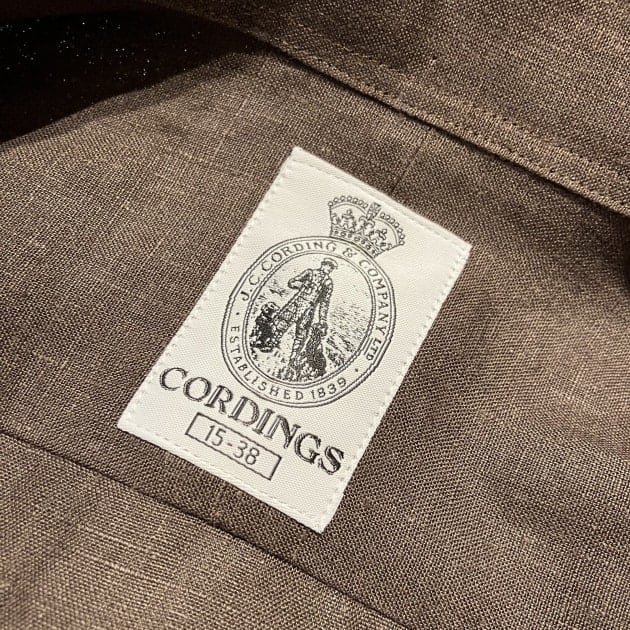 J.C.CORDING & COMPANY LTD
· ESTABLISHED 1839 ·
CORDINGS
15-38